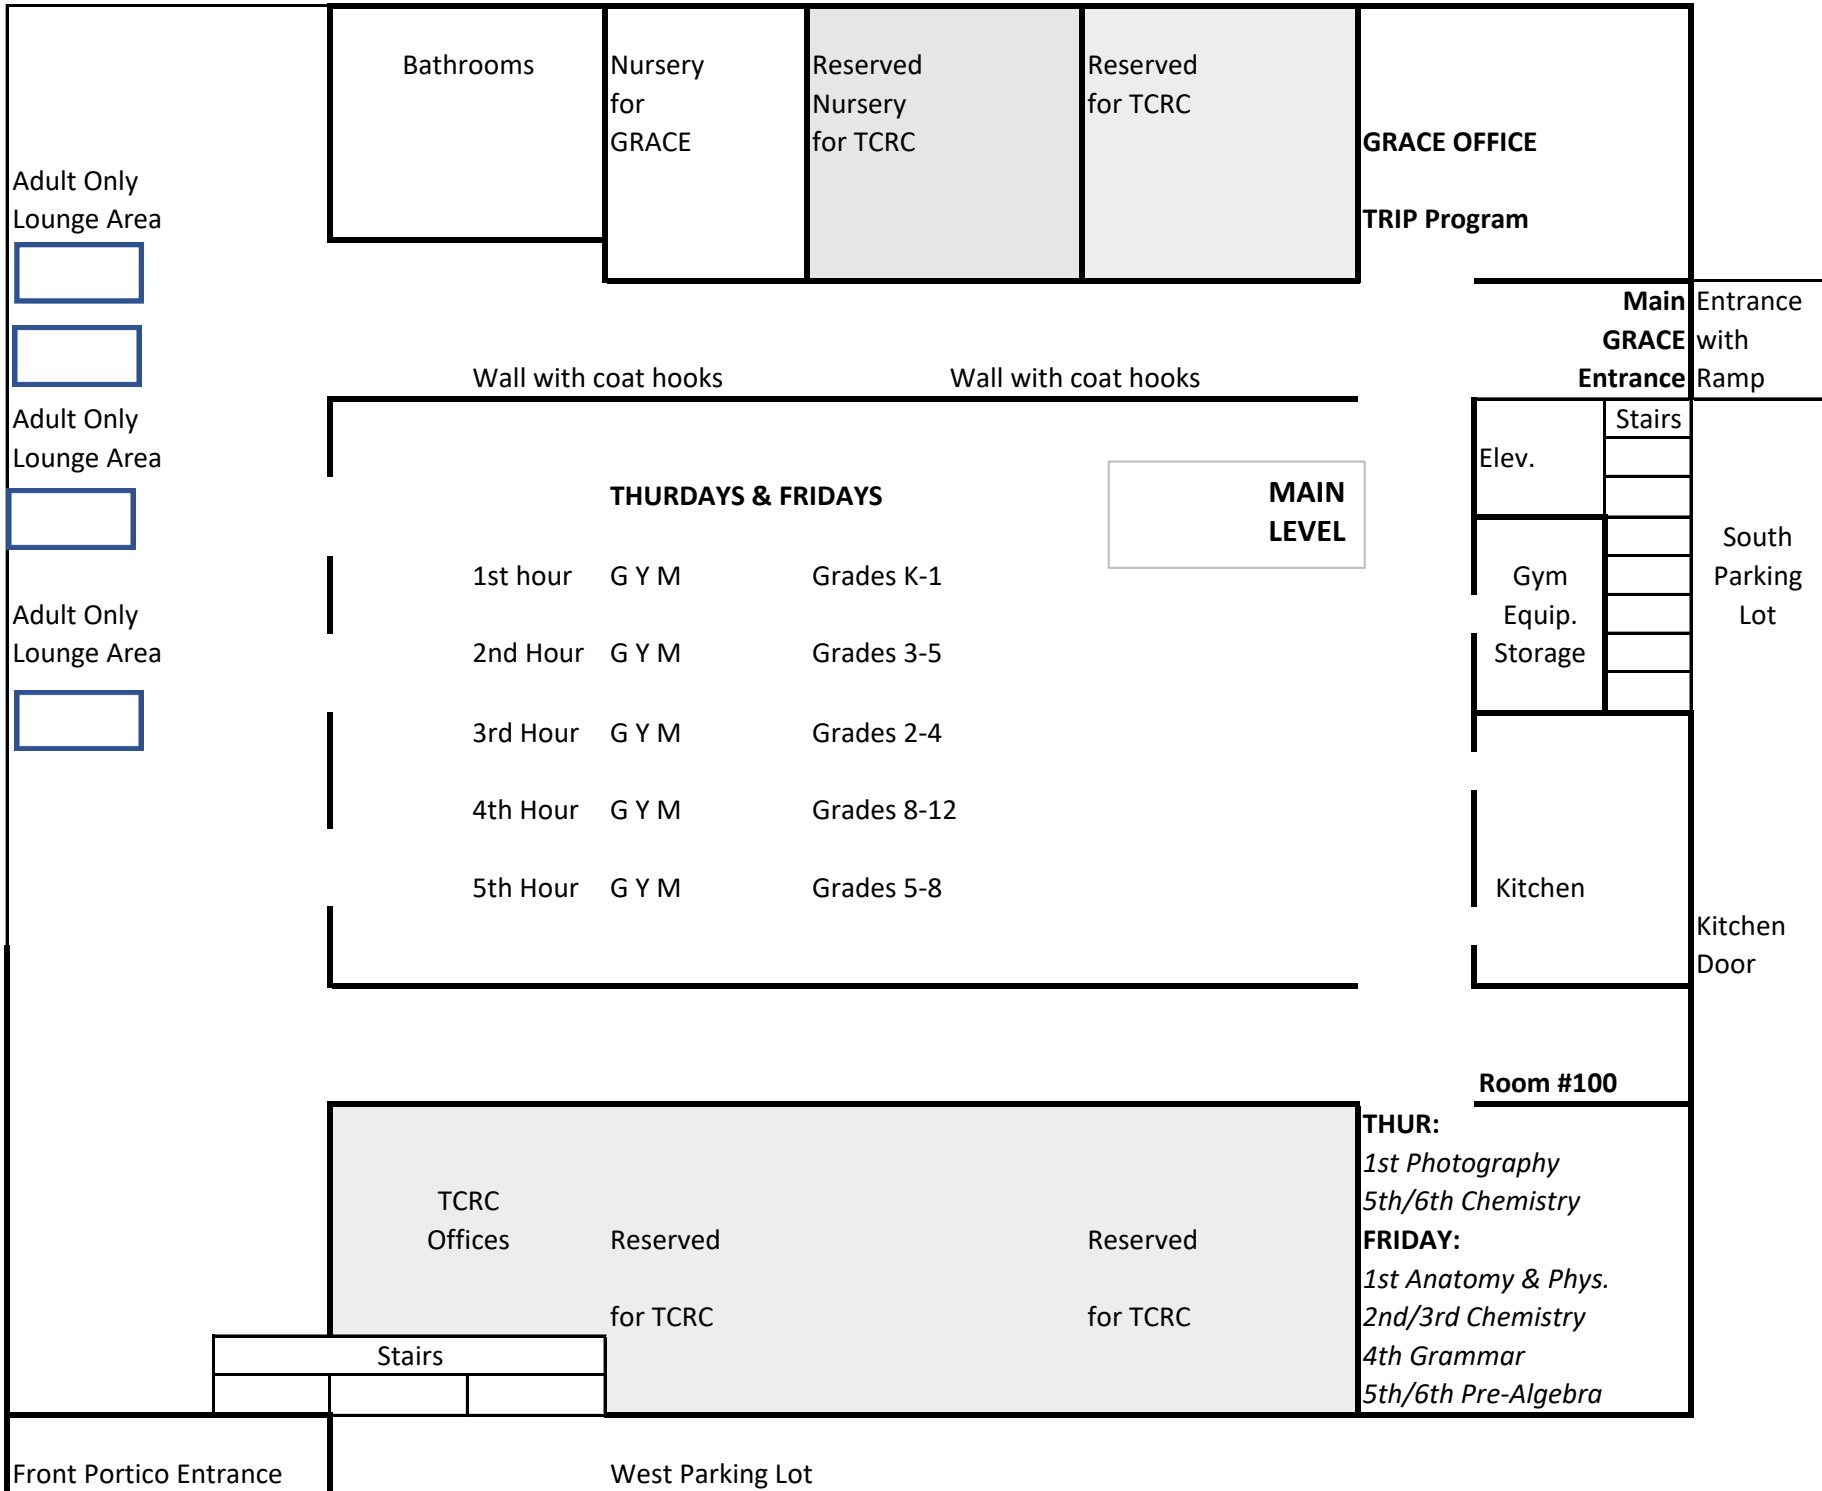 Bathrooms
Nursery
for
GRACE
Reserved
Nursery
for TCRC
Reserved
for TCRC
GRACE OFFICE
TRIP Program
Adult Only
Lounge Area
Main
GRACE
Entrance
Entrance
with
Ramp
Wall with coat hooks
Wall with coat hooks
Adult Only
Lounge Area
THURDAYS & FRIDAYS
MAIN
LEVEL
Elev.
Stairs
1st hour G Y M Grades K-1
2nd Hour G Y M Grades 3-5
3rd Hour G Y M Grades 2-4
4th Hour G Y M Grades 8-12
5th Hour G Y M Grades 5-8
Adult Only
Lounge Area
Gym
Equip.
Storage
South
Parking
Lot
Kitchen
Kitchen
Door
Room #100
TCRC
Offices
Reserved
for TCRC
Reserved
for TCRC
THUR:
1st Photography
5th/6th Chemistry
FRIDAY:
1st Anatomy & Phys.
2nd/3rd Chemistry
4th Grammar
5th/6th Pre-Algebra
Stairs
Front Portico Entrance
West Parking Lot